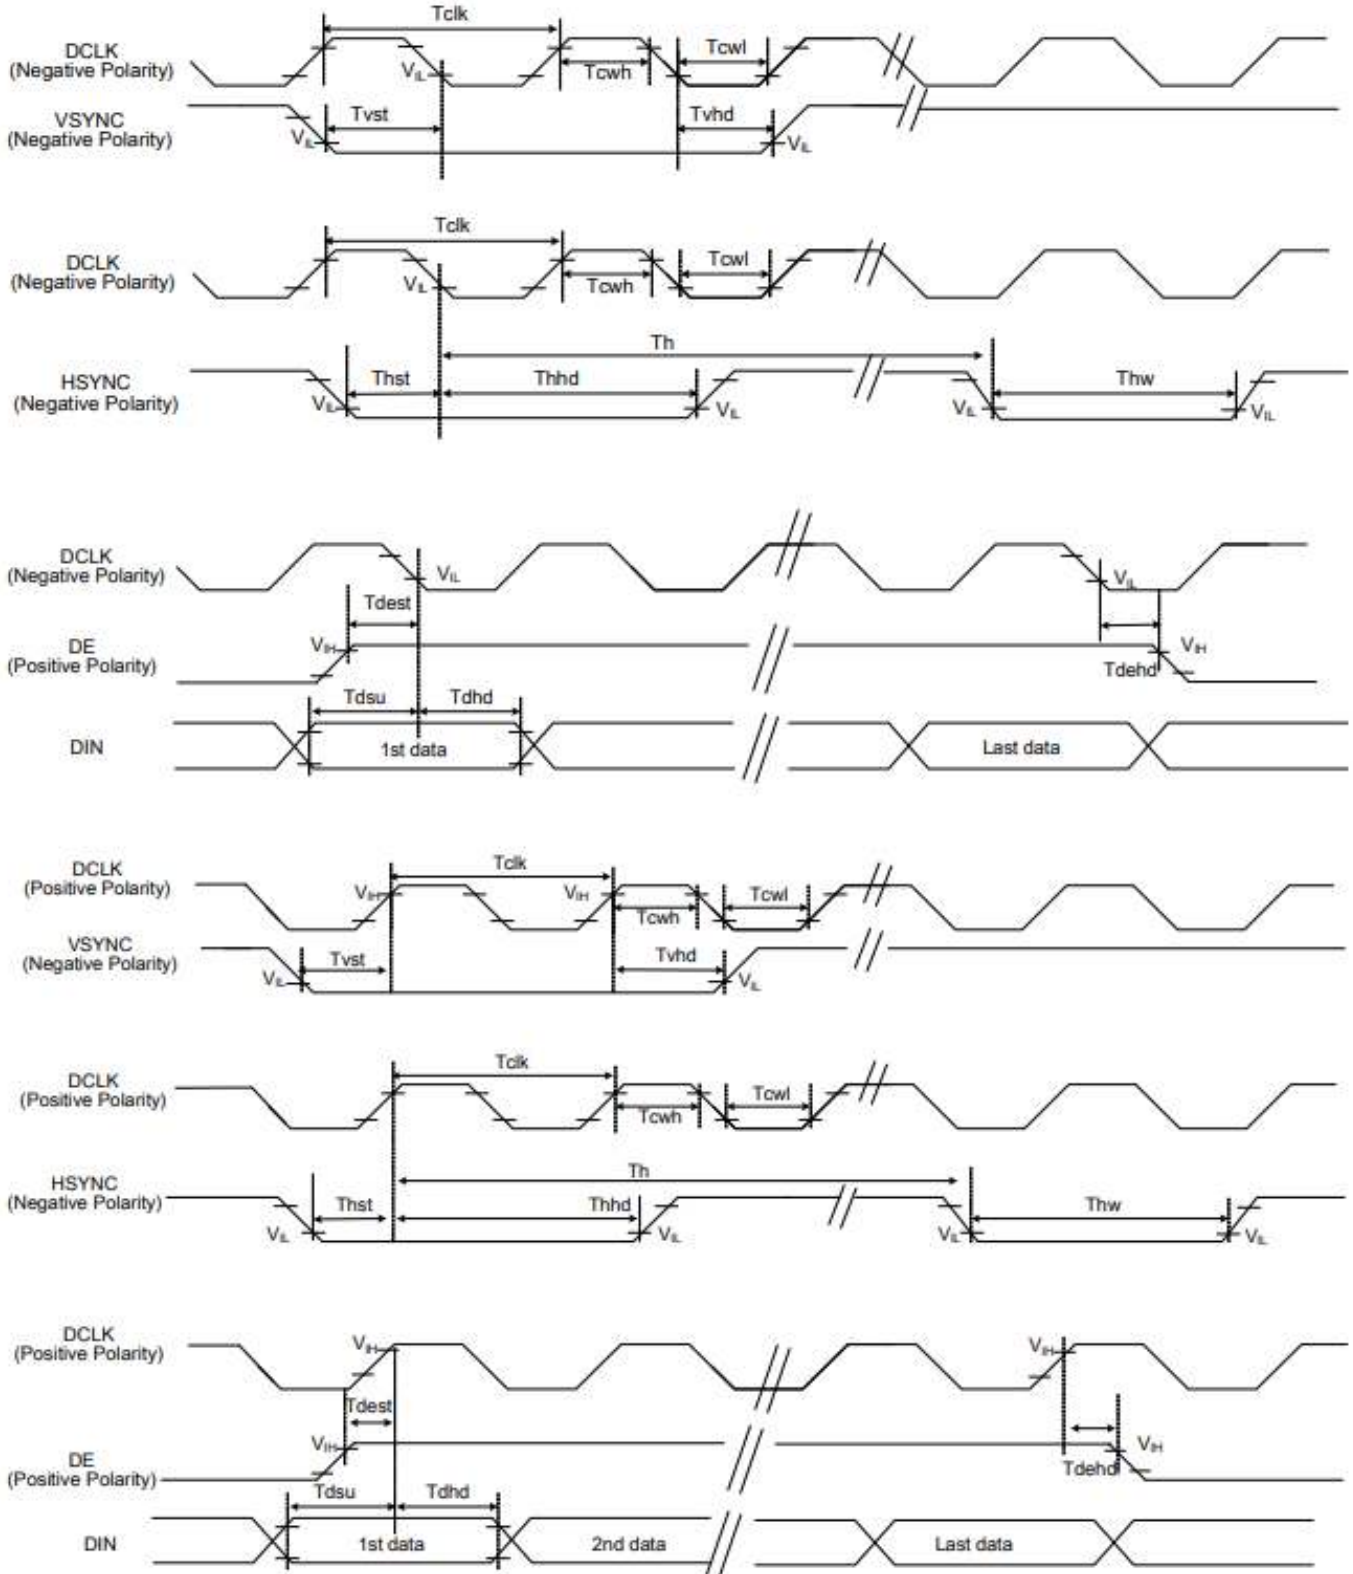 Tclk
DCLK
(Negative Polarity)
VIL
Tcwh
Tcwl
VSYNC
(Negative Polarity)
VIL
Tvst
Tvhd
VIL
Tclk
DCLK
(Negative Polarity)
VIL
Tcwh
Tcwl
Th
HSYNC
(Negative Polarity)
VIL
Thst
Thhd
VIL
VIL
Thw
VIL
DCLK
(Negative Polarity)
VIL
VIL
Tdest
DE
(Positive Polarity)
VIH
VIH
Tdehd
Tdsu
Tdhd
DIN
1st data
Last data
DCLK
(Positive Polarity)
VIH
Tclk
VIH
Tcwh
Tcwl
VSYNC
(Negative Polarity)
VIL
Tvst
Tvhd
VIL
Tclk
DCLK
(Positive Polarity)
Tcwh
Tcwl
Th
HSYNC
(Negative Polarity)
VIL
Thst
Thhd
VIL
VIL
Thw
VIL
DCLK
(Positive Polarity)
VIH
VIH
Tdest
DE
(Positive Polarity)
VIH
VIH
Tdehd
Tdsu
Tdhd
DIN
1st data
2nd data
Last data